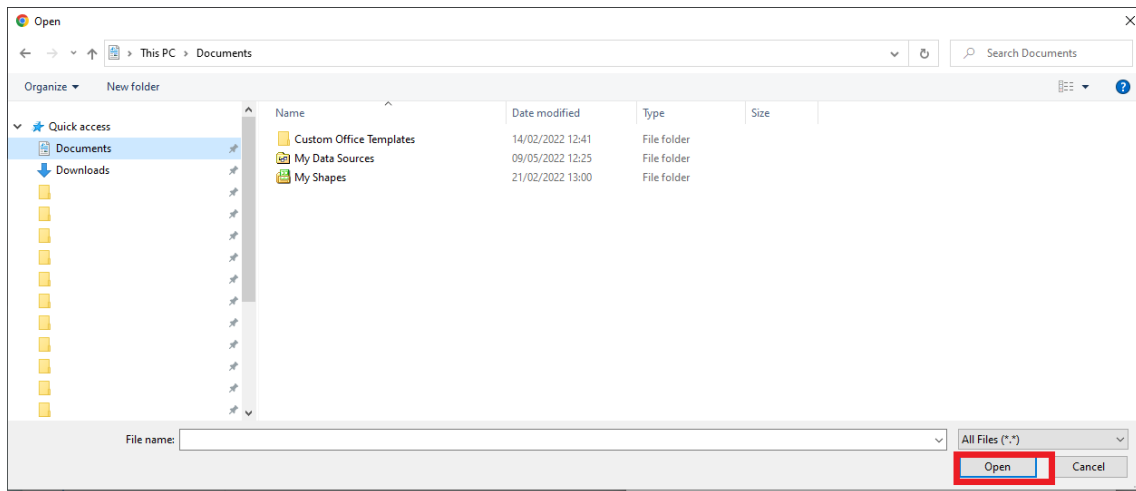 Open
This PC > Documents
Search Documents
Organize
New folder
Name Date modified Type Size
Quick access
Documents
Downloads
Custom Office Templates 14/02/2022 12:41 File folder
My Data Sources 09/05/2022 12:25 File folder
My Shapes 21/02/2022 13:00 File folder
File name:
All Files (*.*)
Open Cancel